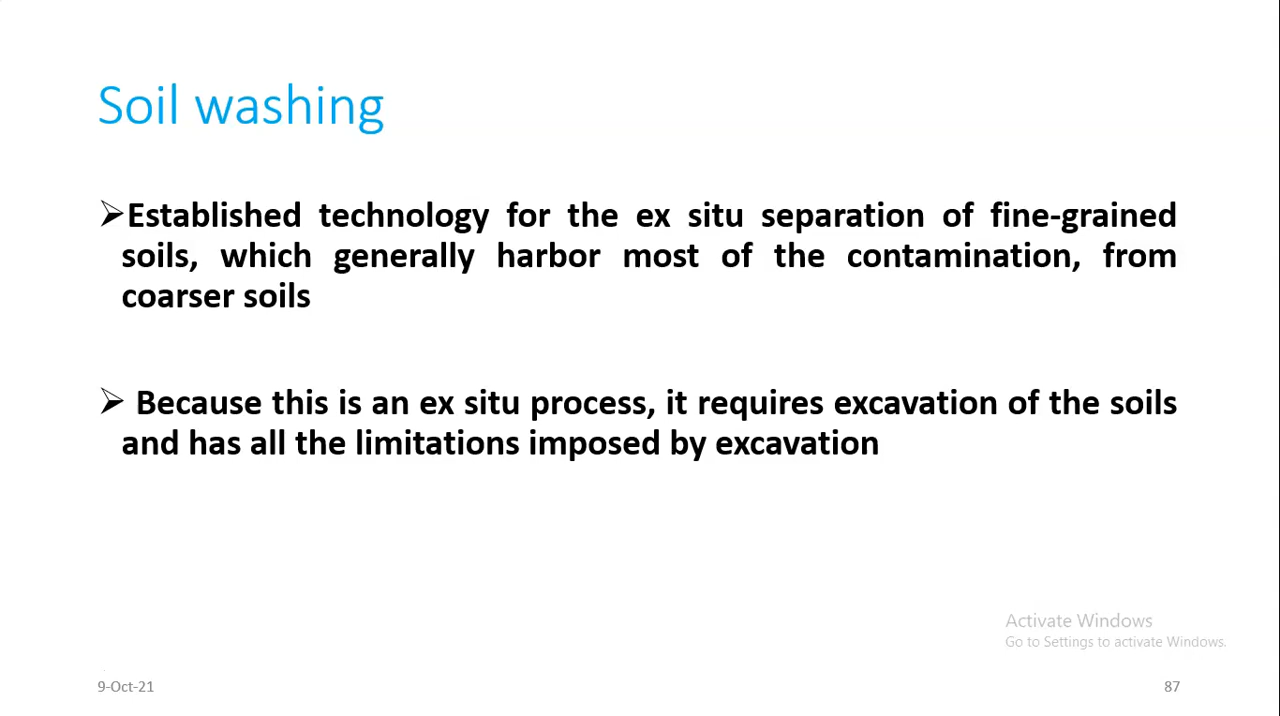 Soil washing
➢Established technology for the ex situ separation of fine-grained
soils, which generally harbor most of the contamination, from
coarser soils
➢ Because this is an ex situ process, it requires excavation of the soils
and has all the limitations imposed by excavation
Activate Windows
Go to Settings to activate Windows.
9-Oct-21
87